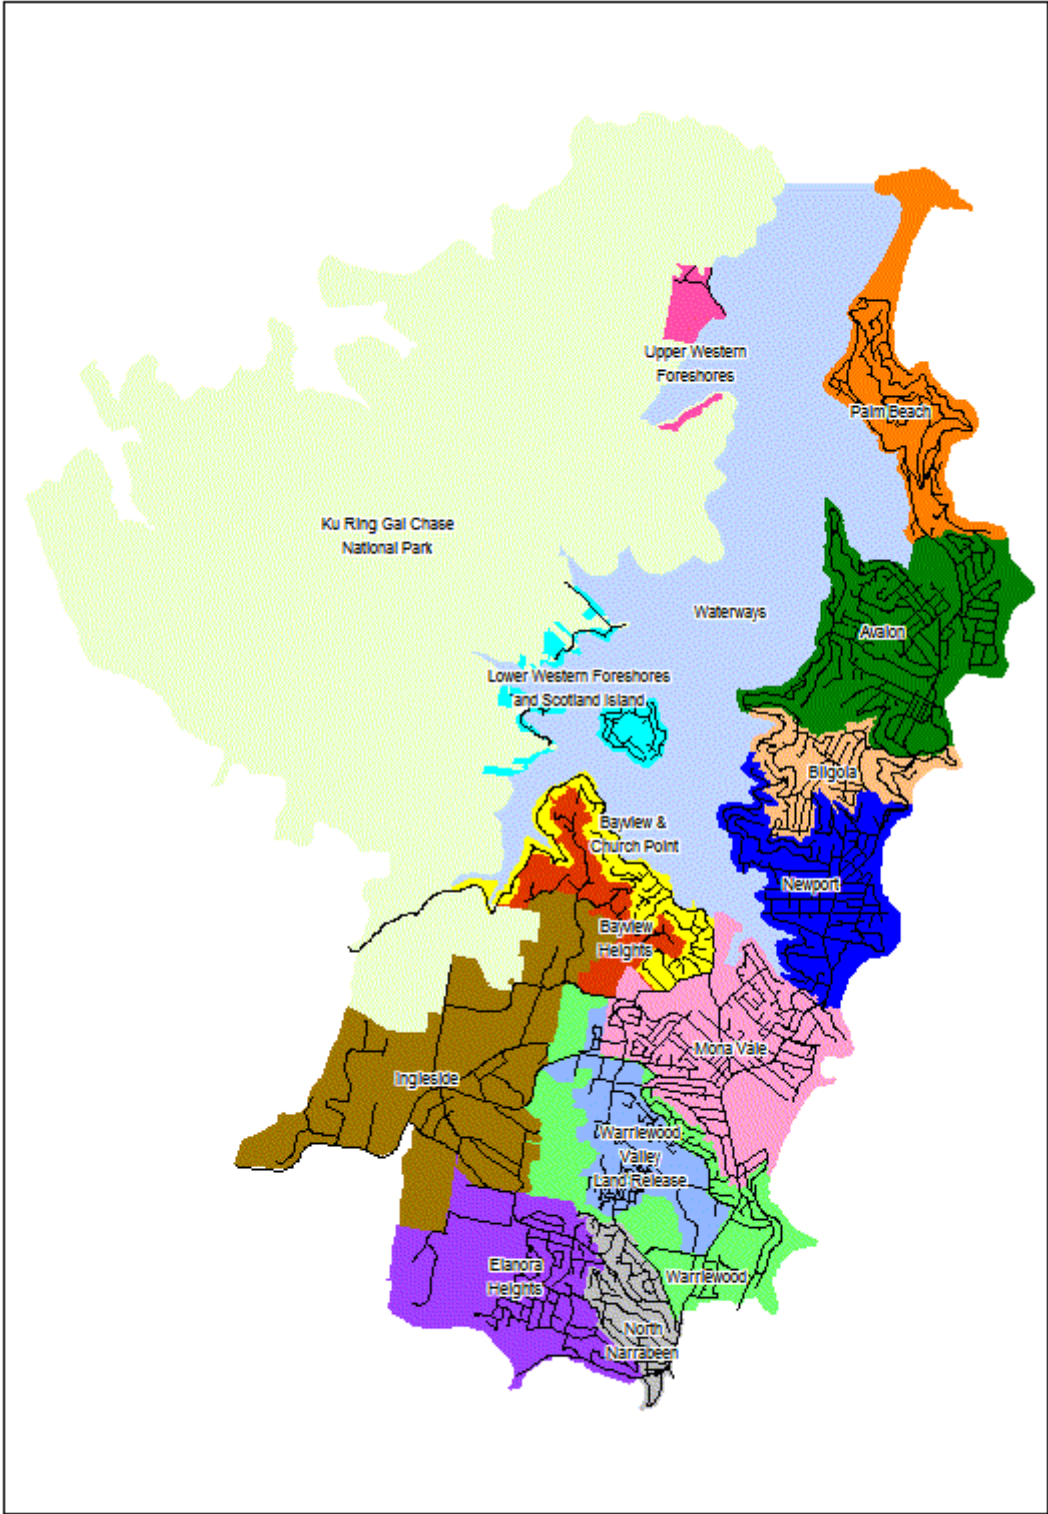 Upper Western
Foreshores
Palm Beach
Ku Ring Gai Chase
National Park
Waterways
Avalon
Lower Western Foreshores
and Scotland Island
Bilgola
Bayview &
Church Point
Newport
Bayview
Heights
Mona Vale
Ingleside
Warriewood
Valley
Land Release
Elanora
Heights
Warriewood
North
Narrabeen